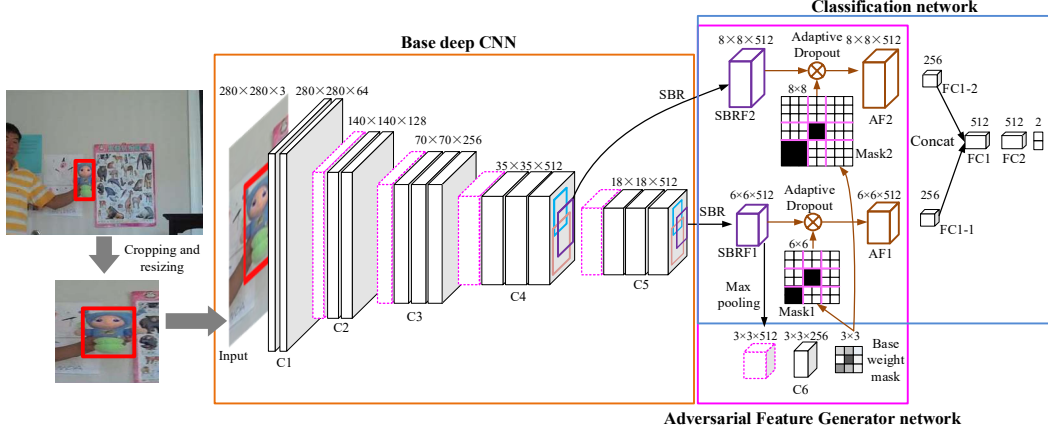 Classification network
Base deep CNN
8×8×512
Adaptive
Dropout
8×8×512
256
280×280×3
280×280×64
SBR
FC1-2
8×8
140×140×128
SBRF2
AF2
512
512
2
70×70×256
Mask2
Concat
FC1
FC2
35×35×512
18×18×512
6×6×512
Adaptive
Dropout
6×6×512
256
SBR
Cropping and
resizing
SBRF1
AF1
FC1-1
6×6
C4
C5
Max
pooling
Mask1
C3
C2
Input
C1
3×3×512
3×3×256
3×3
Base
weight
mask
C6
Adversarial Feature Generator network